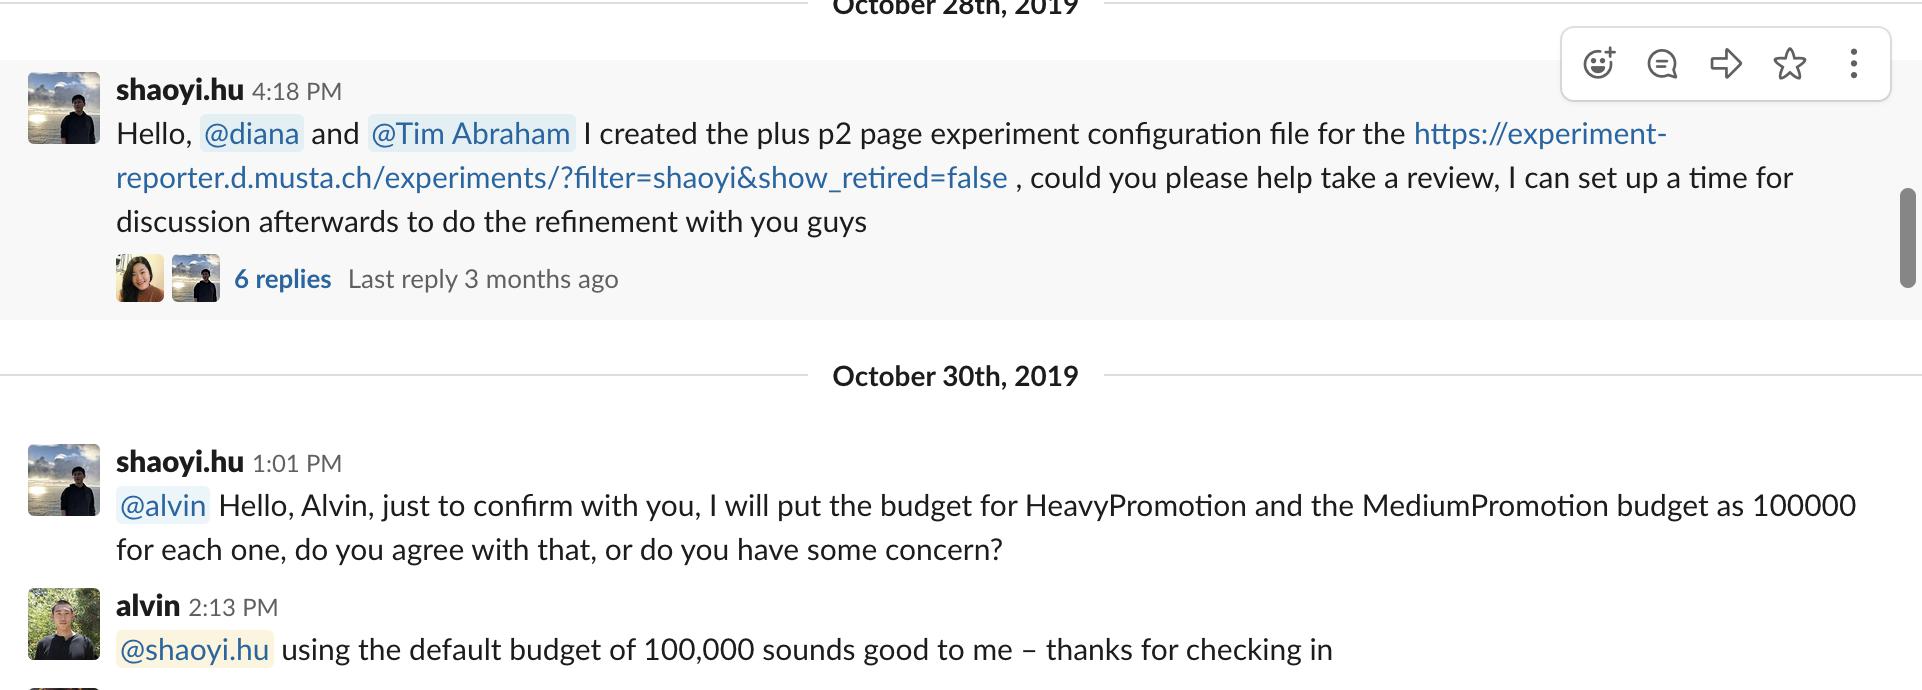 October 28th, 2019
shaoyi.hu 4:18 PM
Hello, @diana and @Tim Abraham I created the plus p2 page experiment configuration file for the https://experiment-
reporter.d.musta.ch/experiments/?filter=shaoyi&show_retired=false , could you please help take a review, I can set up a time for
discussion afterwards to do the refinement with you guys
6 replies Last reply 3 months ago
October 30th, 2019
shaoyi.hu 1:01 PM
@alvin Hello, Alvin, just to confirm with you, I will put the budget for HeavyPromotion and the MediumPromotion budget as 100000
for each one, do you agree with that, or do you have some concern?
alvin 2:13 PM
@shaoyi.hu using the default budget of 100,000 sounds good to me – thanks for checking in